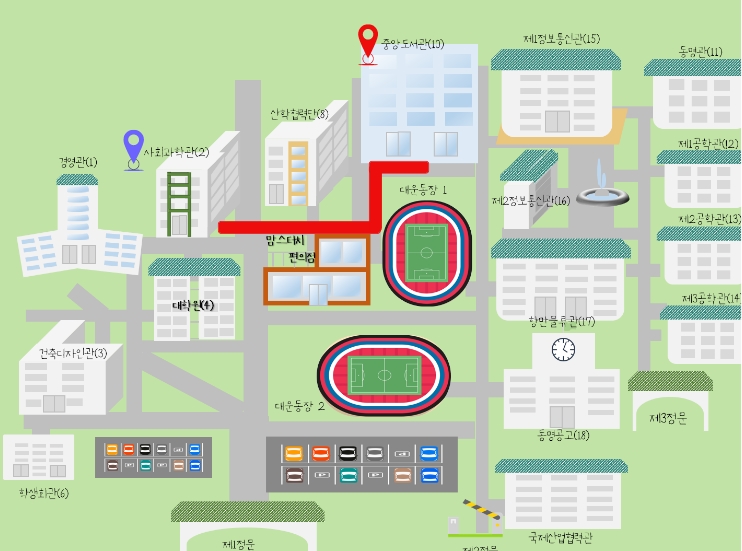 제1정보통신관(15)
중앙도서관(10)
동명관(11)
산학협력단(8)
제1공학관(12)
사회과학관(2)
경영관(1)
대운동장 1
제2정보통신관(16)
제2공학관(13)
맘스터치
편의점
제3공학관(14)
대학원(4)
항만물류관(17)
건축디자인관(3)
대운동장 2
제3정문
동명공고(18)
학생회관(6)
국제산업협력관
제1정문
제2정문